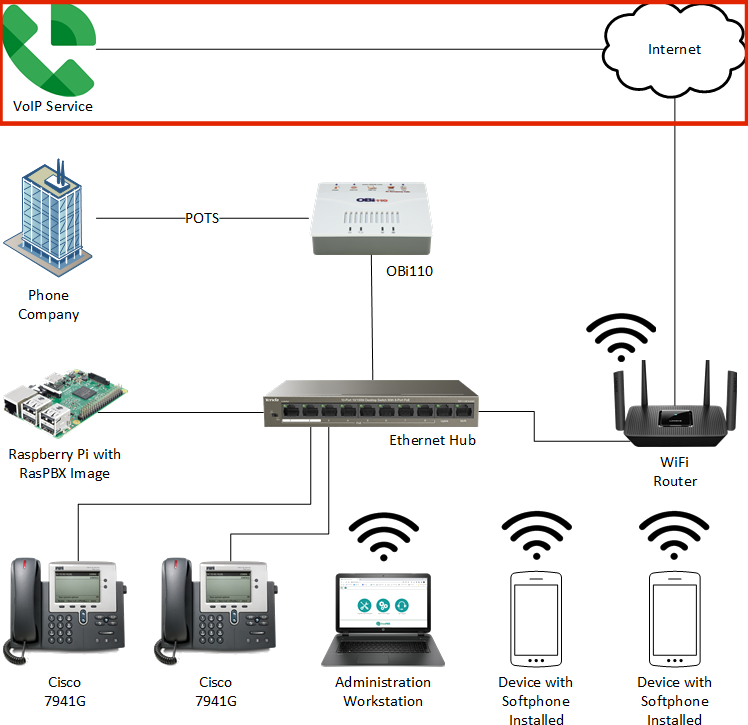 VoIP Service
Internet
POTS
OBi110
OBi110
Phone
Company
Ethernet Hub
Raspberry Pi with
RasPBX Image
WiFi
Router
Cisco
7941G
Cisco
7941G
Administration
Workstation
Device with
Softphone
Installed
Device with
Softphone
Installed